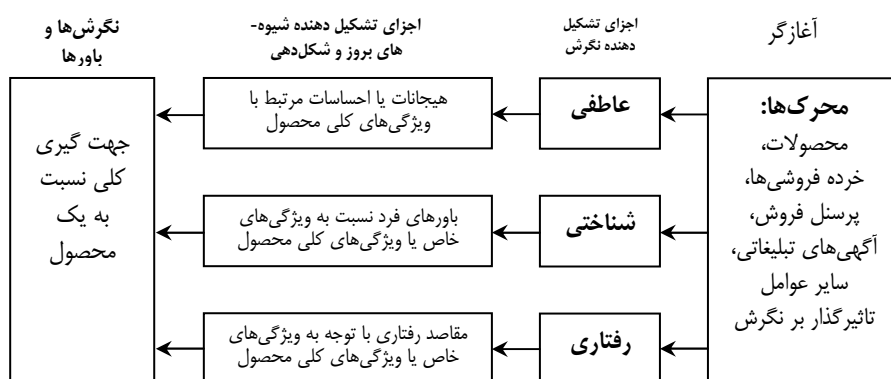 آغازگر
اجزای تشکیل
دهنده نگرش
اجزای تشکیل دهنده شیوه-
های بروز و شکل‌دهی
نگرش‌ها و
باورها
محرک‌ها:
محصولات،
خرده فروشی‌ها،
پرسنل فروش،
آگهی‌های تبلیغاتی،
سایر عوامل
تاثیرگذار بر نگرش
عاطفی
هیجانات یا احساسات مرتبط با
ویژگی‌های کلی محصول
شناختی
باورهای فرد نسبت به ویژگی‌های
خاص یا ویژگی‌های کلی محصول
رفتاری
مقاصد رفتاری با توجه به ویژگی‌های
خاص یا ویژگی‌های کلی محصول
جهت گیری
کلی نسبت
به یک
محصول